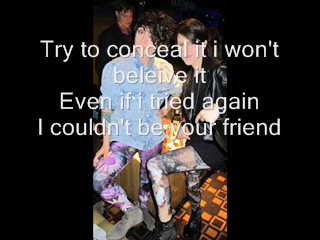 Try to conceal it i won't
beleive it
Even if i tried again
I couldn't be your friend